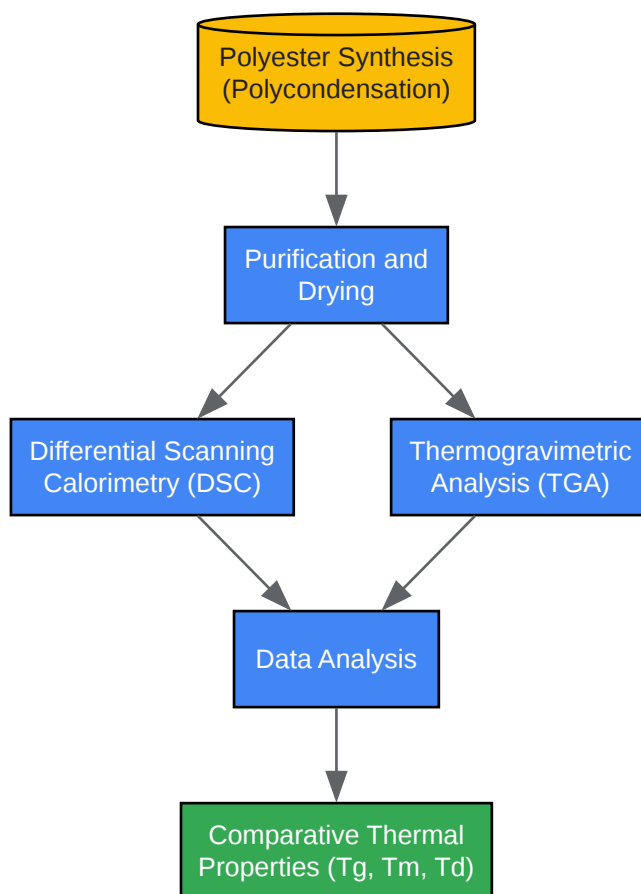 Polyester Synthesis
(Polycondensation)
Purification and
Drying
Differential Scanning
Calorimetry (DSC)
Thermogravimetric
Analysis (TGA)
Data Analysis
Comparative Thermal
Properties (Tg, Tm, Td)